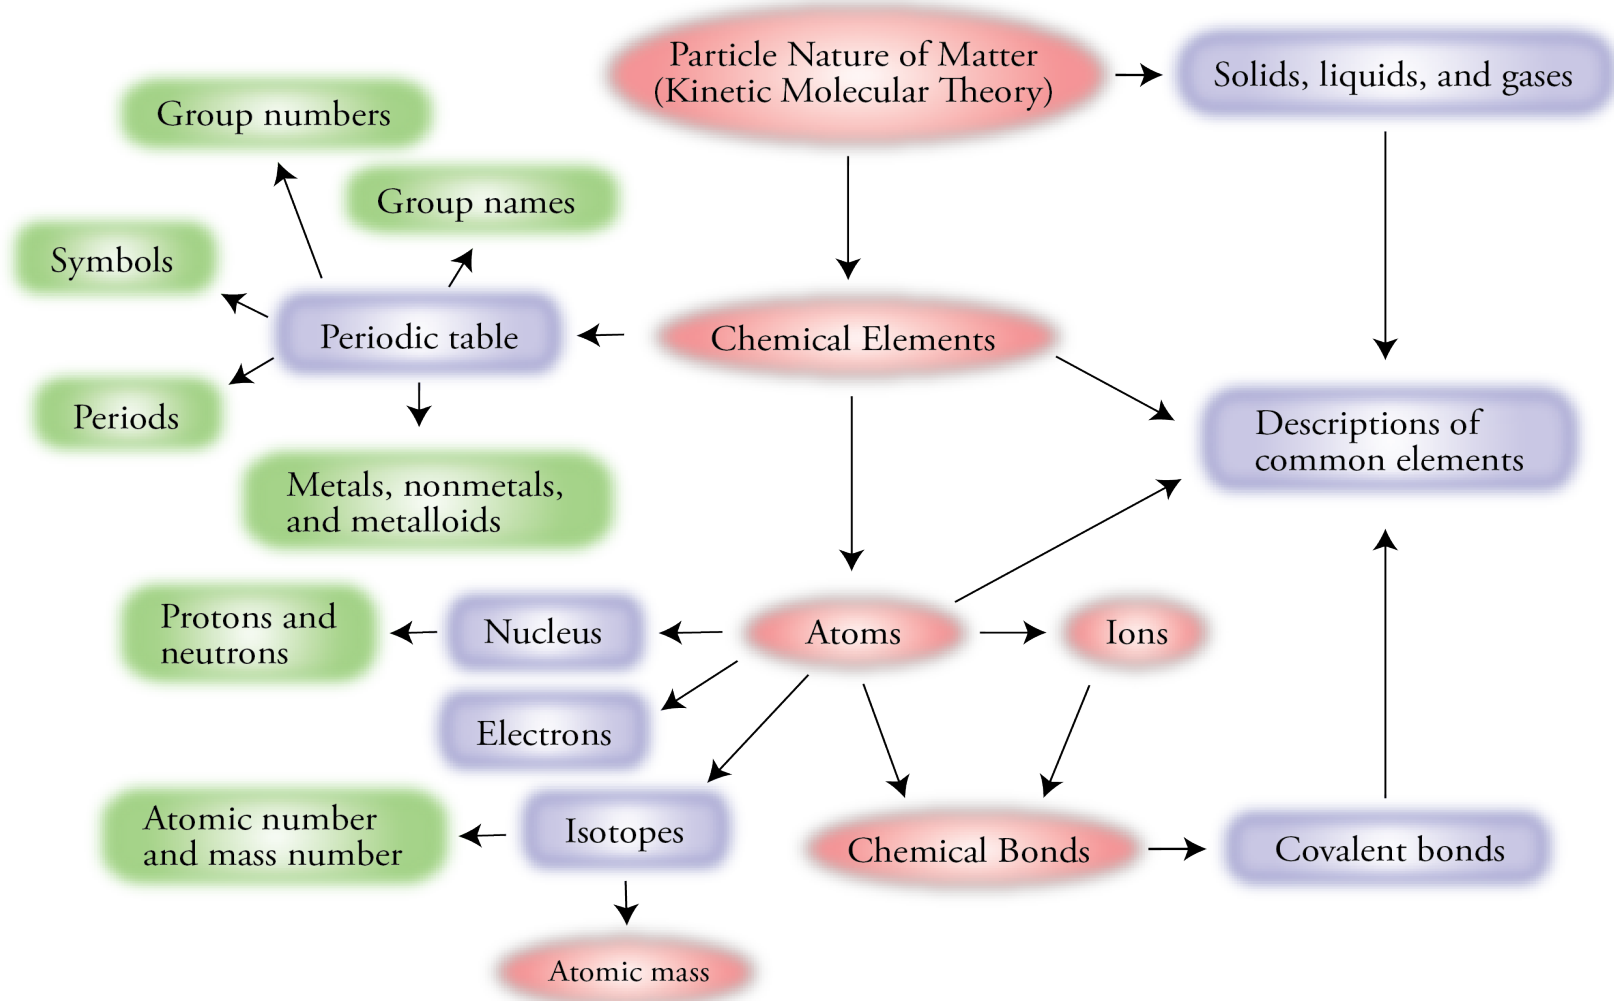 Particle Nature of Matter
(Kinetic Molecular Theory)
Solids, liquids, and gases
Group numbers
Group names
Symbols
Periodic table
Chemical Elements
Periods
Descriptions of
common elements
Metals, nonmetals,
and metalloids
Protons and
neutrons
Nucleus
Atoms
Ions
Electrons
Atomic number
and mass number
Isotopes
Chemical Bonds
Covalent bonds
Atomic mass